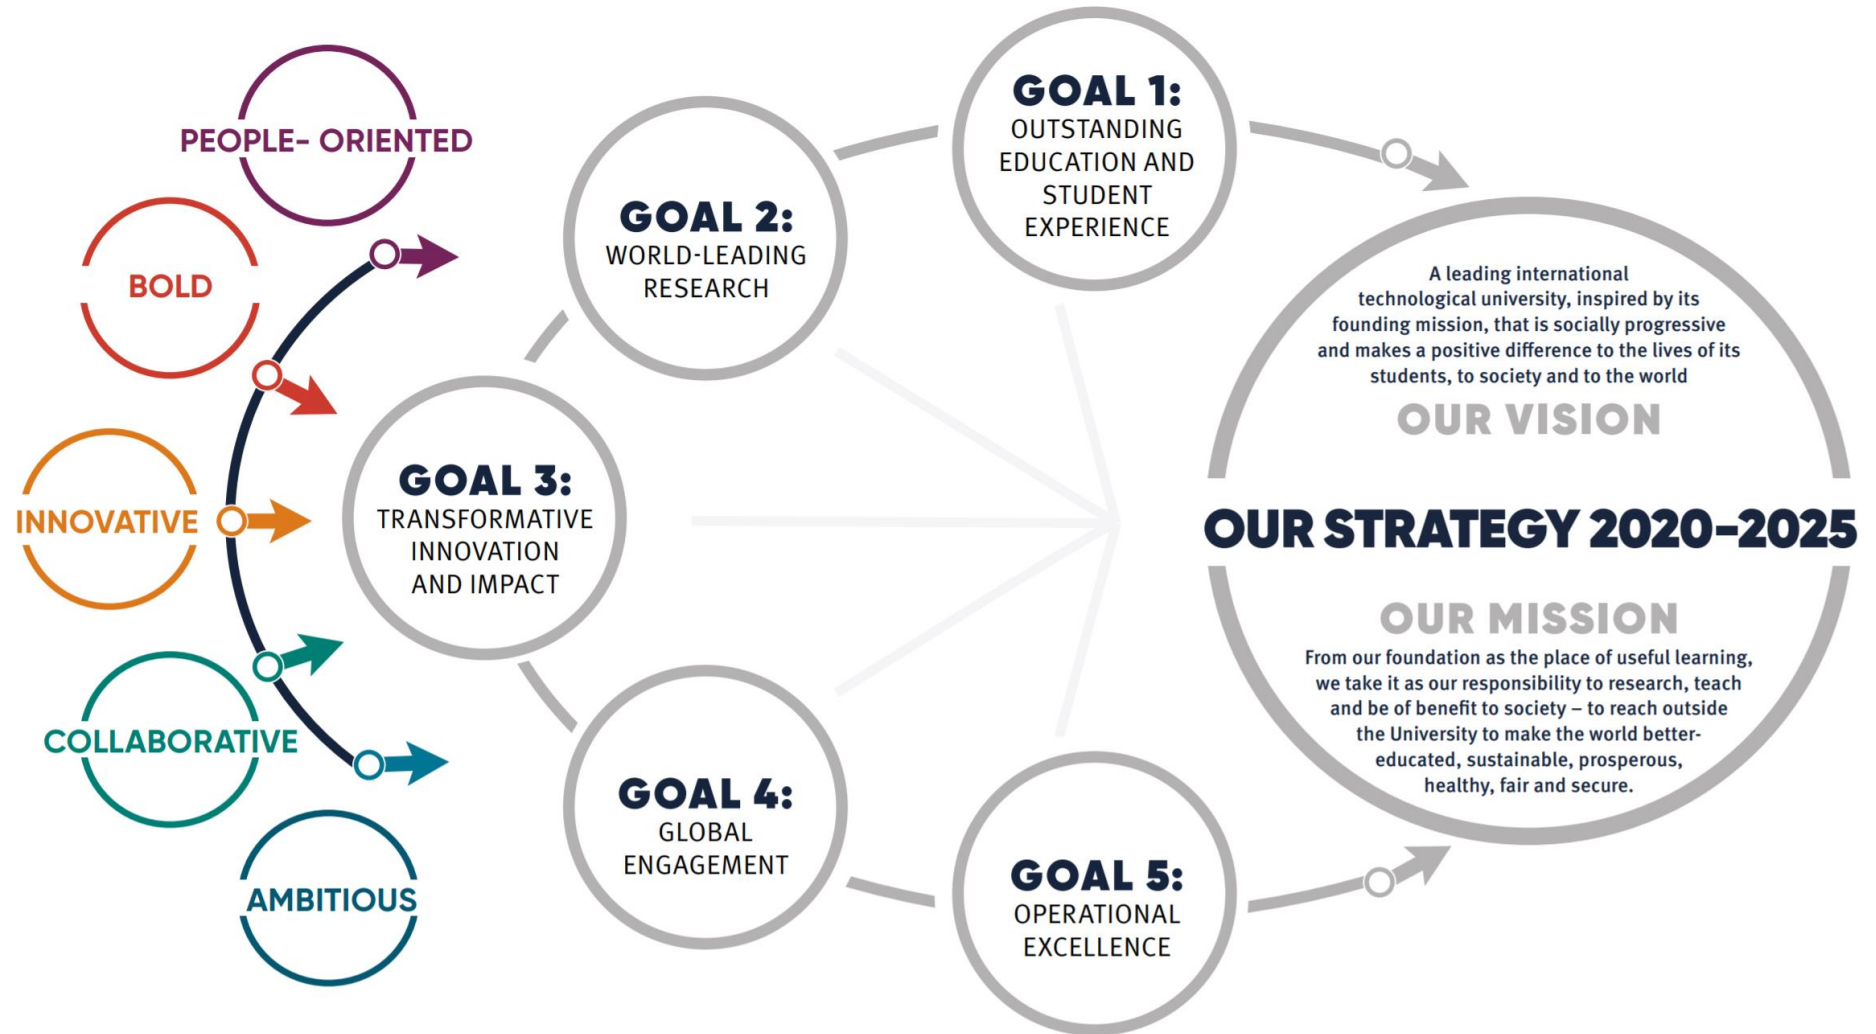 PEOPLE- ORIENTED
BOLD
INNOVATIVE
COLLABORATIVE
AMBITIOUS
GOAL 1:
OUTSTANDING
EDUCATION AND
STUDENT
EXPERIENCE
GOAL 2:
WORLD-LEADING
RESEARCH
GOAL 3:
TRANSFORMATIVE
INNOVATION
AND IMPACT
GOAL 4:
GLOBAL
ENGAGEMENT
GOAL 5:
OPERATIONAL
EXCELLENCE
A leading international
technological university, inspired by its
founding mission, that is socially progressive
and makes a positive difference to the lives of its
students, to society and to the world
OUR VISION
OUR STRATEGY 2020-2025
OUR MISSION
From our foundation as the place of useful learning,
we take it as our responsibility to research, teach
and be of benefit to society – to reach outside
the University to make the world better-
educated, sustainable, prosperous,
healthy, fair and secure.